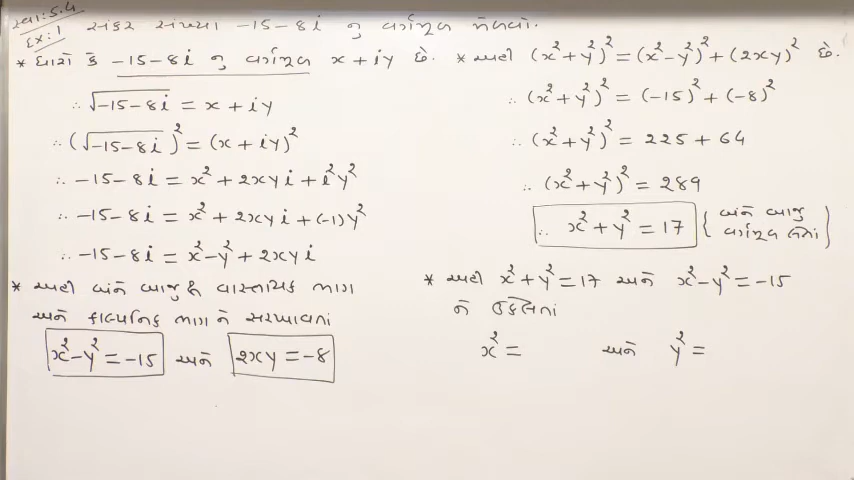 સ્વા: 5.4
Ex:1
સંકર સંખ્યા -15-8i નું વર્ગમૂળ મેળવો.
* ધારો કે -15-8i નું વર્ગમૂળ x+iy છે.
∴ √-15-8i = x+iy
∴ (√-15-8i)² = (x+iy)²
∴ -15-8i = x²+2xyi+i²y²
∴ -15-8i = x²+2xyi+(-1)y²
∴ -15-8i = x²-y²+2xyi
* અહીં બંને બાજુ વાસ્તવિક ભાગ
અને કાલ્પનિક ભાગ ને સરખાવતાં
x²-y²=-15 અને 2xy=-8
* અહીં (x²+y²)²=(x²-y²)²+(2xy)² છે.
∴ (x²+y²)² = (-15)²+(-8)²
∴ (x²+y²)² = 225+64
∴ (x²+y²)² = 289
∴ x²+y² = 17 { બંને બાજુ
વર્ગમૂળ લેતાં }
* અહીં x²+y²=17 અને x²-y²=-15
ને ઉકેલતાં
x² = અને y² =